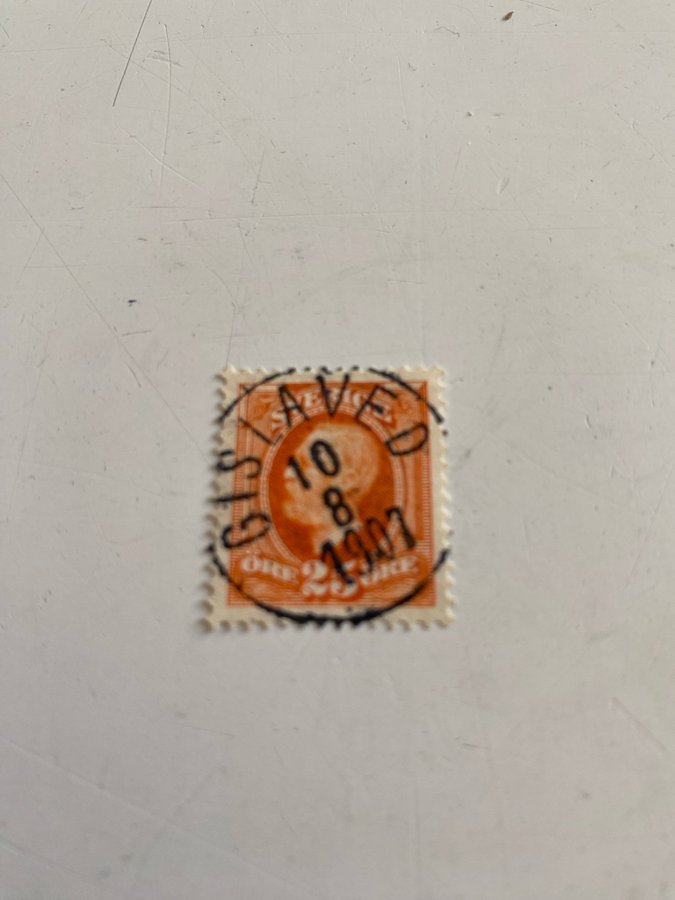 SVERIGE
GISLAVED
10
8
1907
ÖRE 25 ÖRE